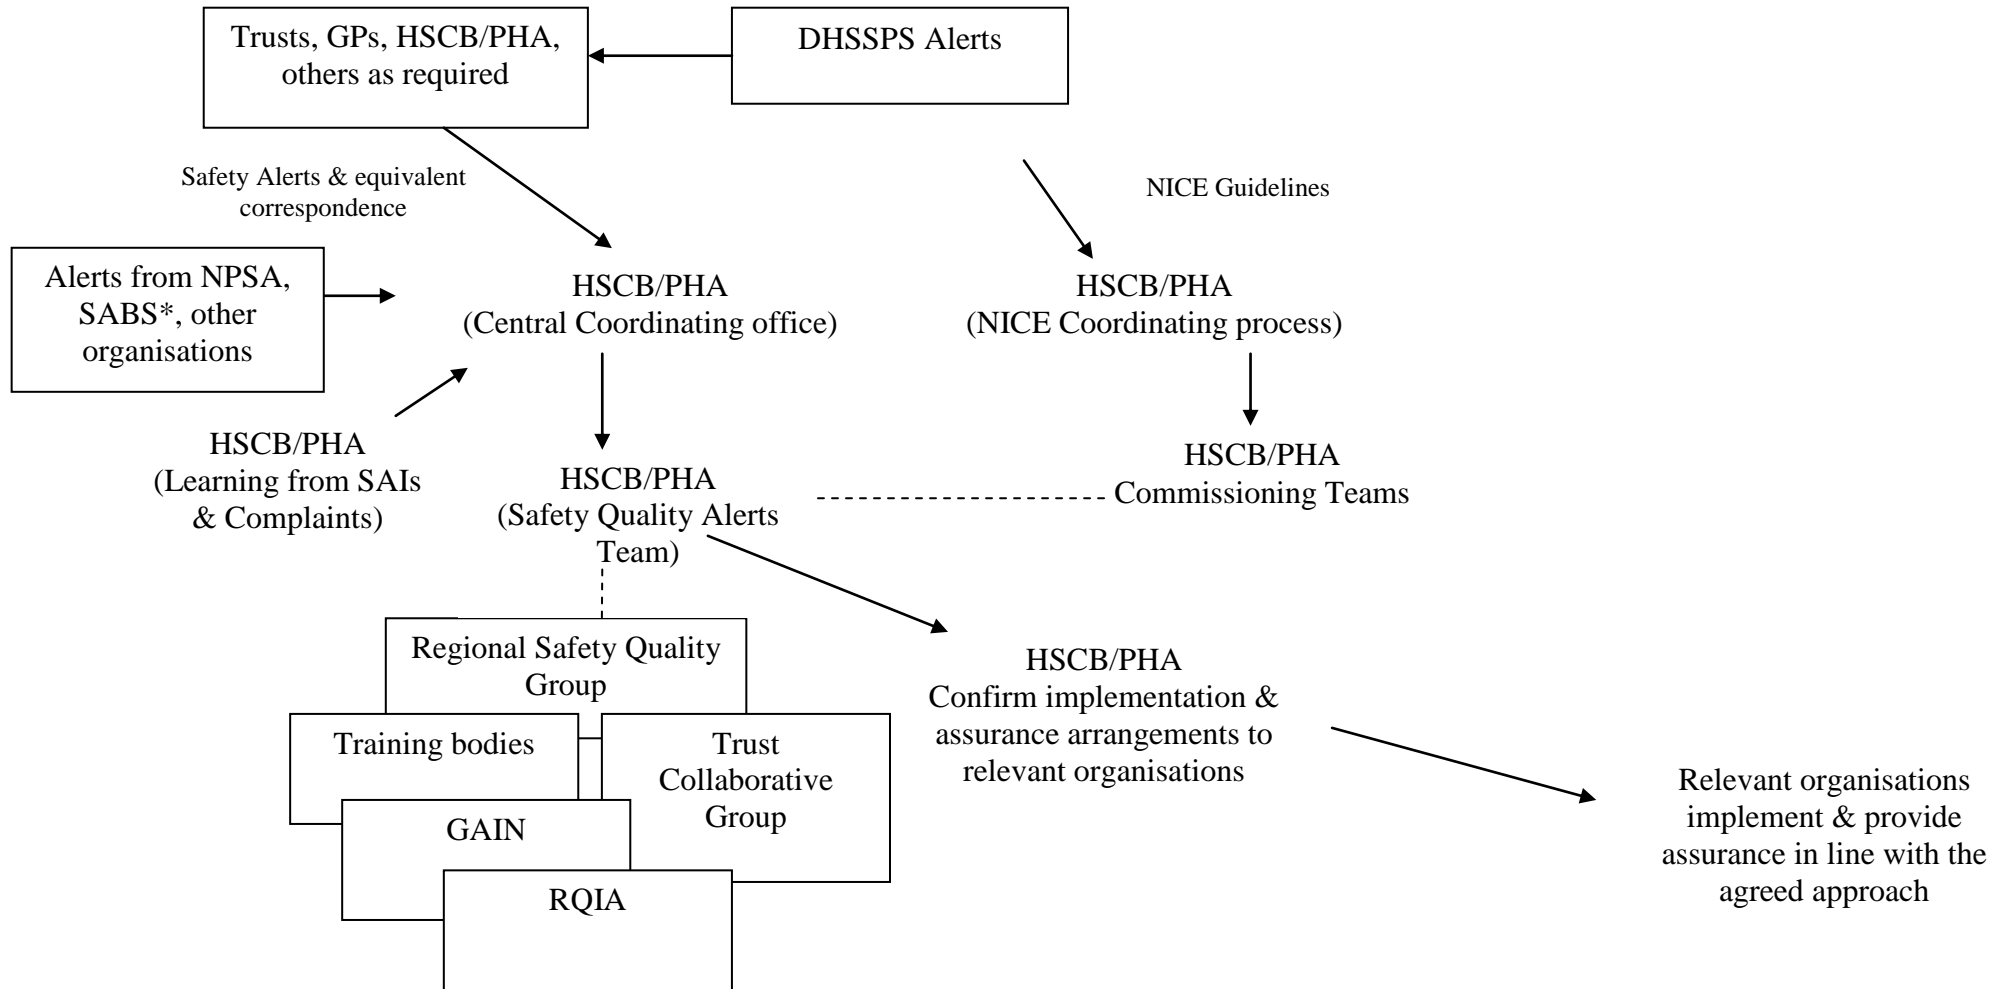 Trusts, GPs, HSCB/PHA,
others as required
DHSSPS Alerts
Safety Alerts & equivalent
correspondence
NICE Guidelines
Alerts from NPSA,
SABS*, other
organisations
HSCB/PHA
(Central Coordinating office)
HSCB/PHA
(NICE Coordinating process)
HSCB/PHA
(Learning from SAIs
& Complaints)
HSCB/PHA
(Safety Quality Alerts
Team)
HSCB/PHA
Commissioning Teams
Regional Safety Quality
Group
Training bodies
Trust
Collaborative
Group
GAIN
RQIA
HSCB/PHA
Confirm implementation &
assurance arrangements to
relevant organisations
Relevant organisations
implement & provide
assurance in line with the
agreed approach